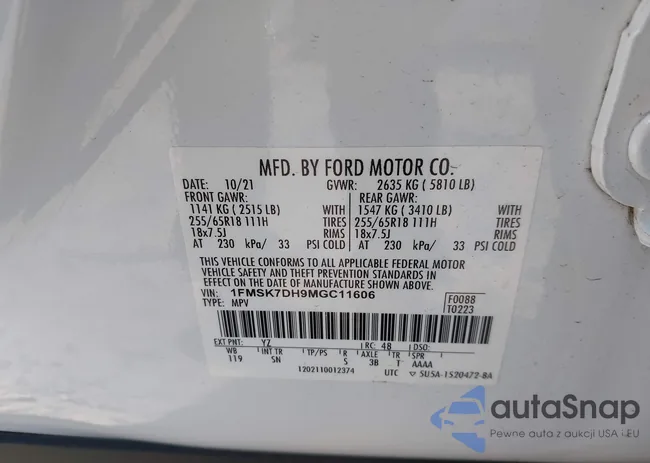 MFD. BY FORD MOTOR CO.
DATE: 10/21 GVWR: 2635 KG ( 5810 LB)
FRONT GAWR: REAR GAWR:
1141 KG ( 2515 LB) WITH 1547 KG ( 3410 LB) WITH
255/65R18 111H TIRES 255/65R18 111H TIRES
18x7.5J RIMS 18x7.5J RIMS
AT 230 kPa/ 33 PSI COLD AT 230 kPa/ 33 PSI COLD
THIS VEHICLE CONFORMS TO ALL APPLICABLE FEDERAL MOTOR
VEHICLE SAFETY AND THEFT PREVENTION STANDARDS IN
EFFECT ON THE DATE OF MANUFACTURE SHOWN ABOVE.
VIN: 1FMSK7DH9MGC11606
TYPE: MPV
F0088
T0223
EXT PNT: YZ RC: 48 DSO:
WB INT TR TP/PS R AXLE TR SPR
119 SN S 3B T AAAA
1202110012374 UTC ▽ 5U5A-1520472-BA
autaSnap
Pewne auta z aukcji USA i EU